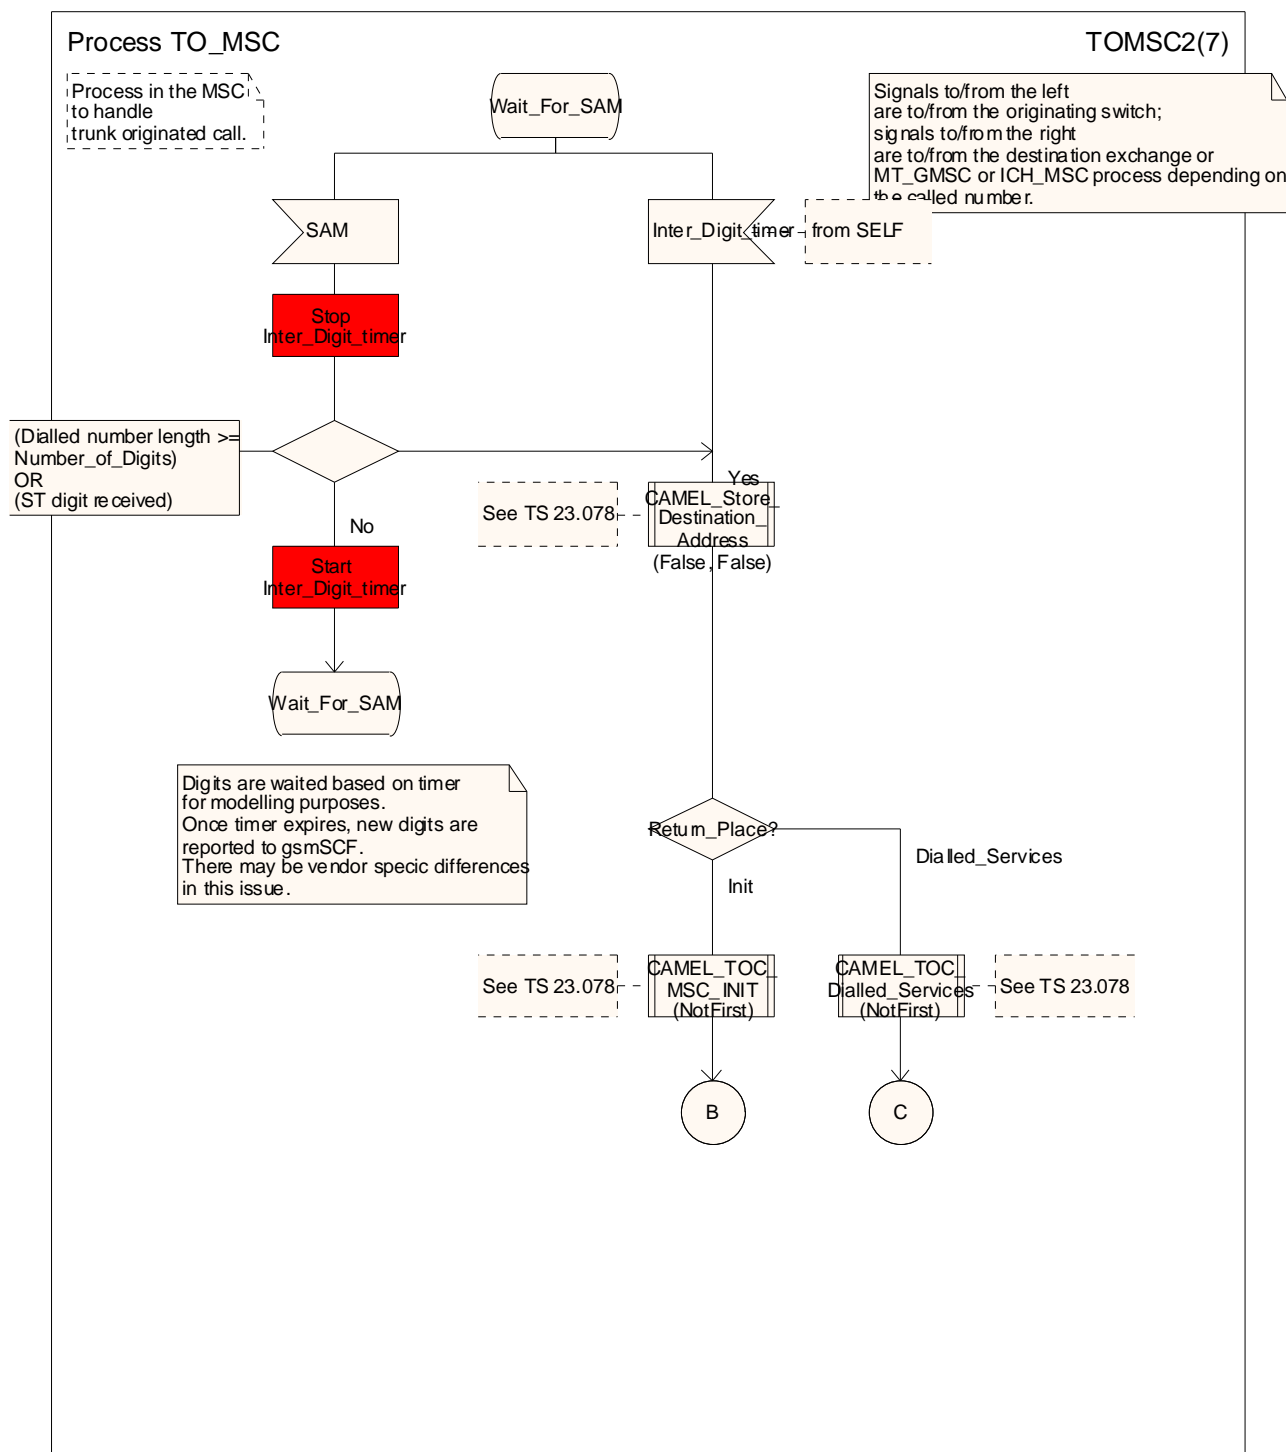 Process TO_MSC
TOMSC2(7)
Process in the MSC
to handle
trunk originated call.
Wait_For_SAM
Signals to/from the left
are to/from the originating switch;
signals to/from the right
are to/from the destination exchange or
MT_GMSC or ICH_MSC process depending on
the called number.
SAM
Inter_Digit_timer
from SELF
Stop
Inter_Digit_timer
(Dialled number length >=
Number_of_Digits)
OR
(ST digit received)
Yes
No
See TS 23.078
CAMEL_Store_
Destination_
Address
(False, False)
Start
Inter_Digit_timer
Wait_For_SAM
Digits are waited based on timer
for modelling purposes.
Once timer expires, new digits are
reported to gsmSCF.
There may be vendor specic differences
in this issue.
Return_Place?
Dialled_Services
Init
See TS 23.078
CAMEL_TOC_
MSC_INIT
(NotFirst)
CAMEL_TOC_
Dialled_Services
(NotFirst)
See TS 23.078
B
C